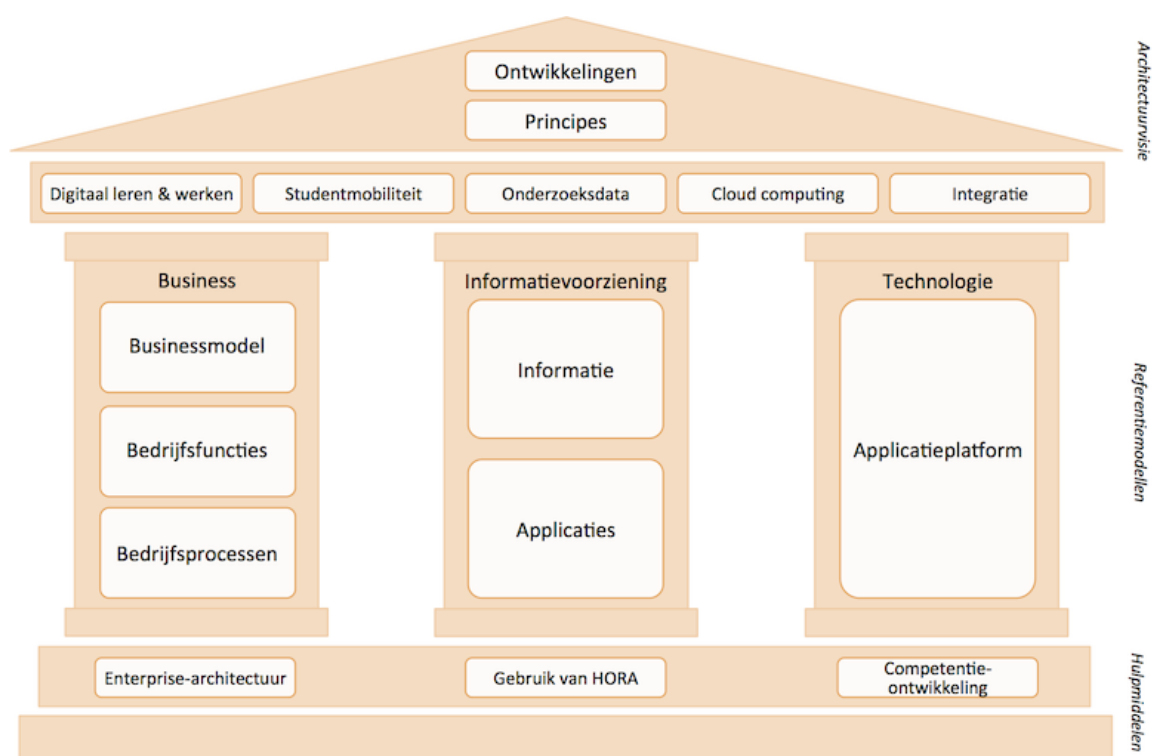 Ontwikkelingen
Principes
Architectuurvisie
Digitaal leren & werken
Studentmobiliteit
Onderzoeksdata
Cloud computing
Integratie
Business
Businessmodel
Bedrijfsfuncties
Bedrijfsprocessen
Informatievoorziening
Informatie
Applicaties
Technologie
Applicatieplatform
Referentiemodellen
Enterprise-architectuur
Gebruik van HORA
Competentie-
ontwikkeling
Hulpmiddelen